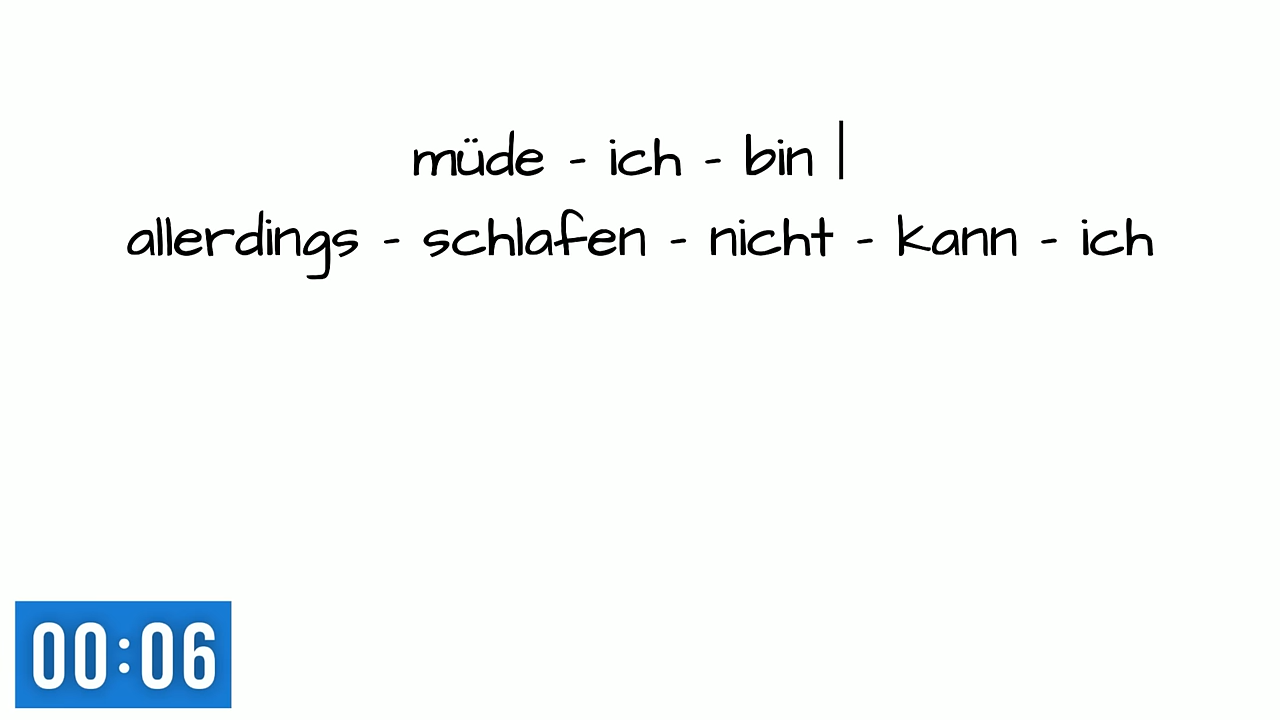 müde - ich - bin |
allerdings - schlafen - nicht - kann - ich
00:06